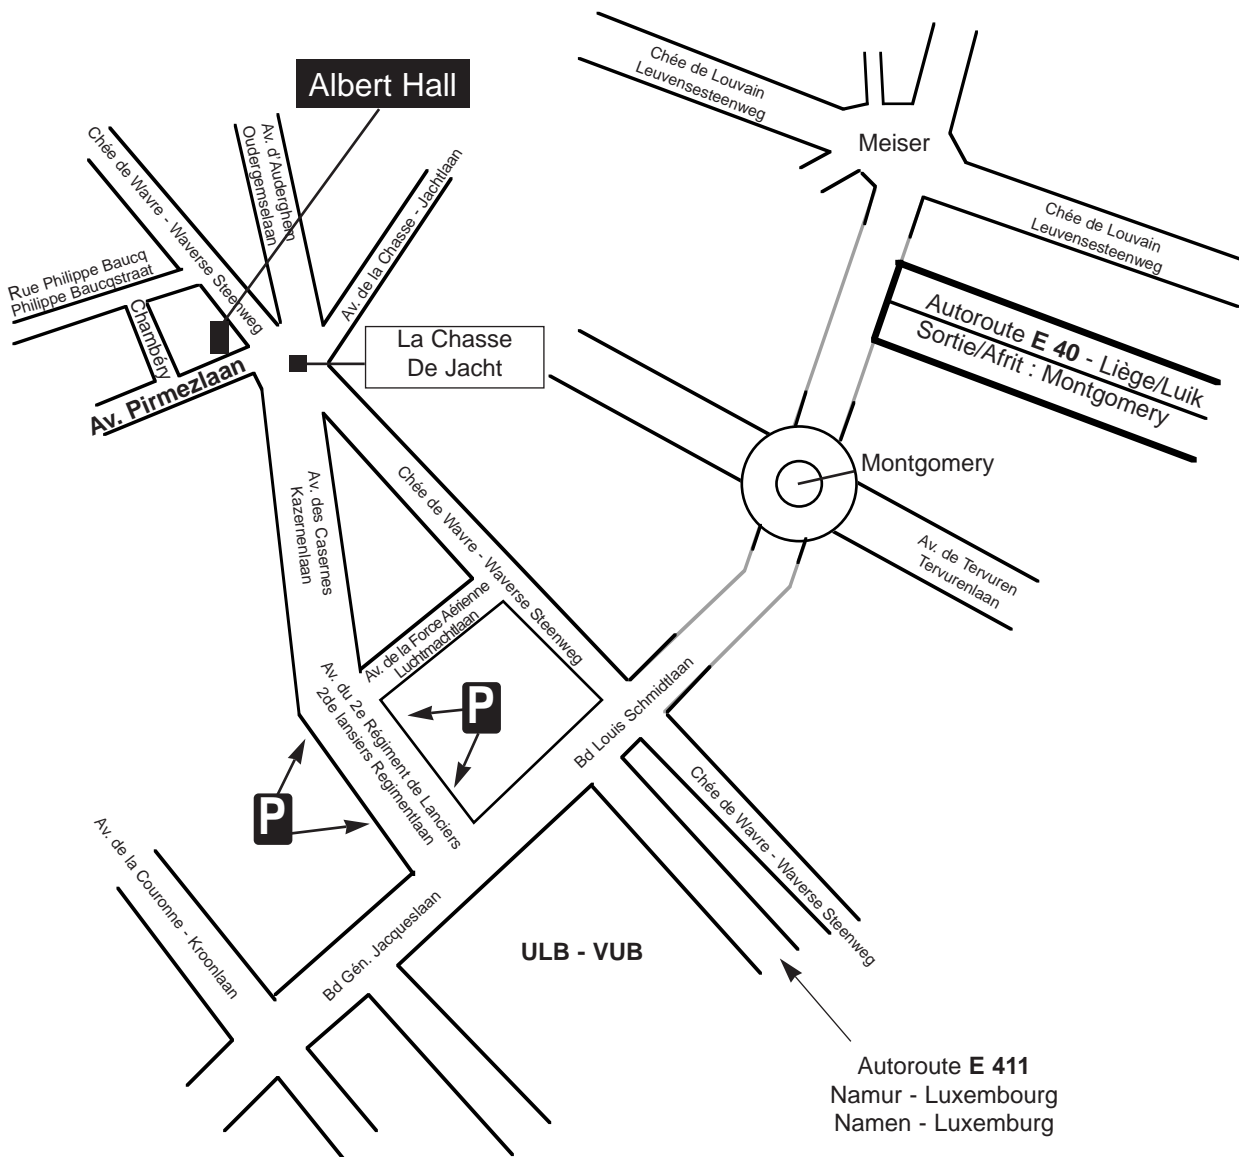 Chée de Louvain
Leuvensesteenweg
Albert Hall
Meiser
Chée de Wavre - Waverse Steenweg
Av. d'Auderghem
Oudergemselaan
Av. de la Chasse - Jachtlaan
Chée de Louvain
Leuvensesteenweg
Rue Philippe Baucq
Philippe Baucqstraat
Chambéry
Av. Pirmezlaan
La Chasse
De Jacht
Autoroute E 40 - Liège/Luik
Sortie/Afrit : Montgomery
Montgomery
Av. des Casernes
Kazernenlaan
Chée de Wavre - Waverse Steenweg
Av. de Tervuren
Tervurenlaan
Av. de la Force Aérienne
Luchtmachtlaan
Av. du 2e Régiment de Lanciers
2de lansiers Regimentlaan
P
P
Bd Louis Schmidtlaan
Chée de Wavre - Waverse Steenweg
Av. de la Couronne - Kroonlaan
Bd Gén. Jacqueslaan
ULB - VUB
Autoroute E 411
Namur - Luxembourg
Namen - Luxemburg